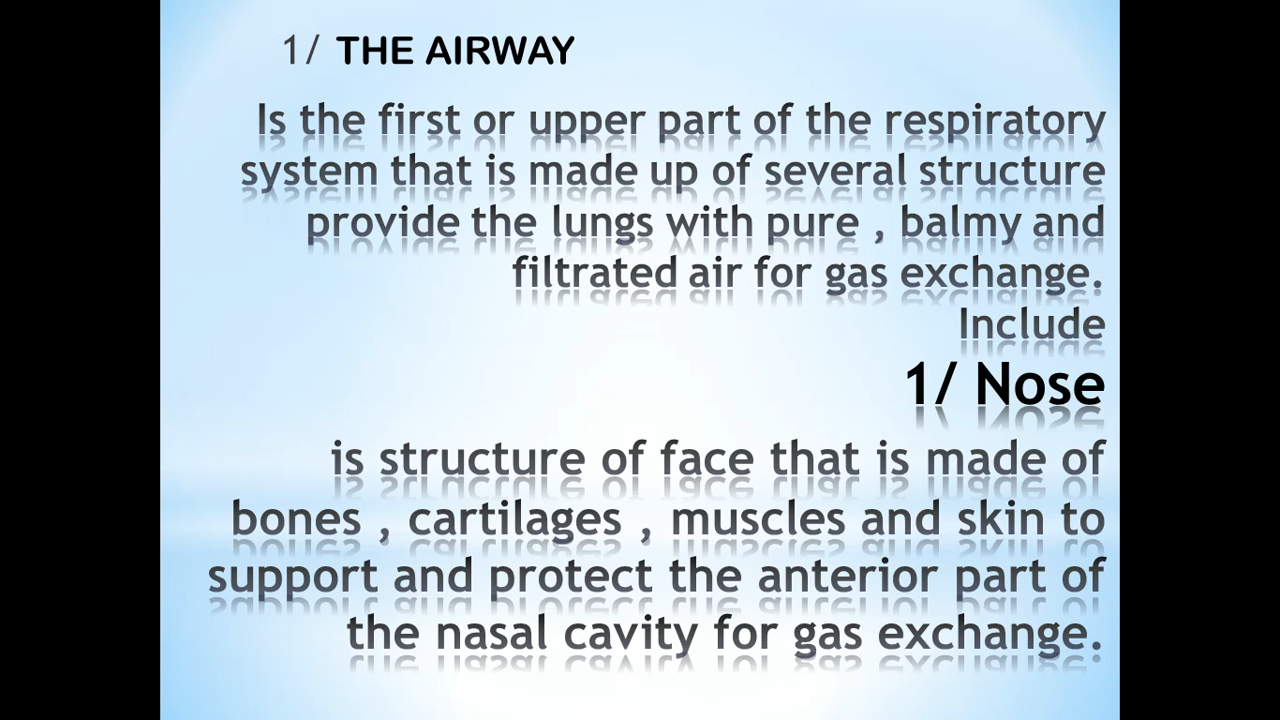 1/ THE AIRWAY
Is the first or upper part of the respiratory
system that is made up of several structure
provide the lungs with pure , balmy and
filtrated air for gas exchange.
Include
1/ Nose
is structure of face that is made of
bones , cartilages , muscles and skin to
support and protect the anterior part of
the nasal cavity for gas exchange.